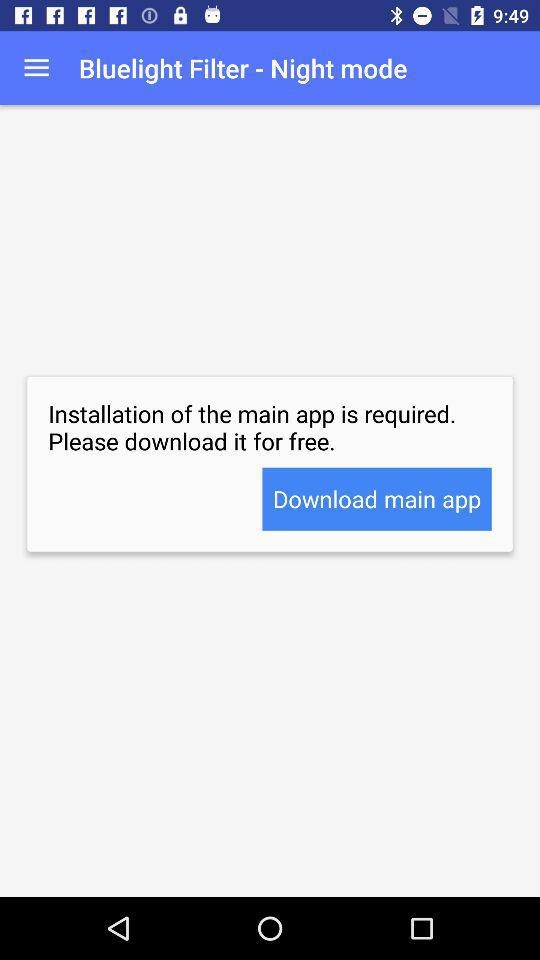 9:49
Bluelight Filter - Night mode
Installation of the main app is required.
Please download it for free.
Download main app